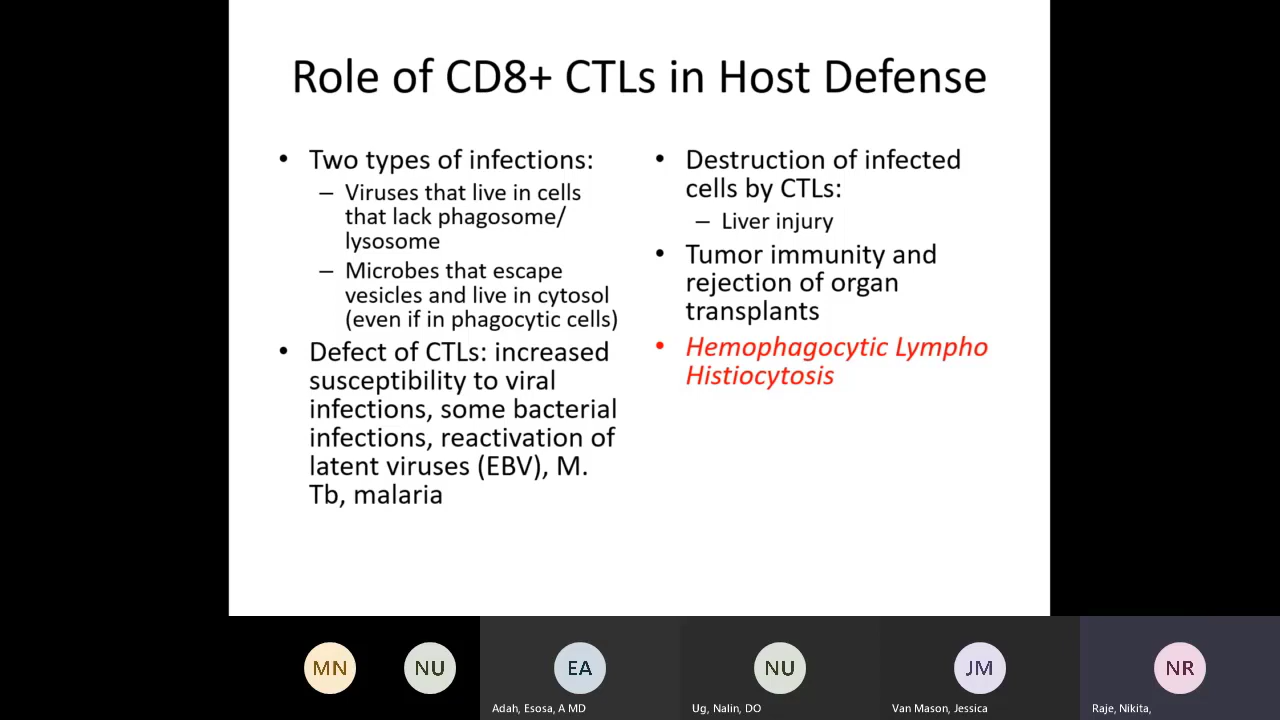 Role of CD8+ CTLs in Host Defense
• Two types of infections:
– Viruses that live in cells
that lack phagosome/
lysosome
– Microbes that escape
vesicles and live in cytosol
(even if in phagocytic cells)
• Defect of CTLs: increased
susceptibility to viral
infections, some bacterial
infections, reactivation of
latent viruses (EBV), M.
Tb, malaria
• Destruction of infected
cells by CTLs:
– Liver injury
• Tumor immunity and
rejection of organ
transplants
• Hemophagocytic Lympho
Histiocytosis
MN
NU
EA
NU
JM
NR
Adah, Esosa, A MD
Ug, Nalin, DO
Van Mason, Jessica
Raje, Nikita,